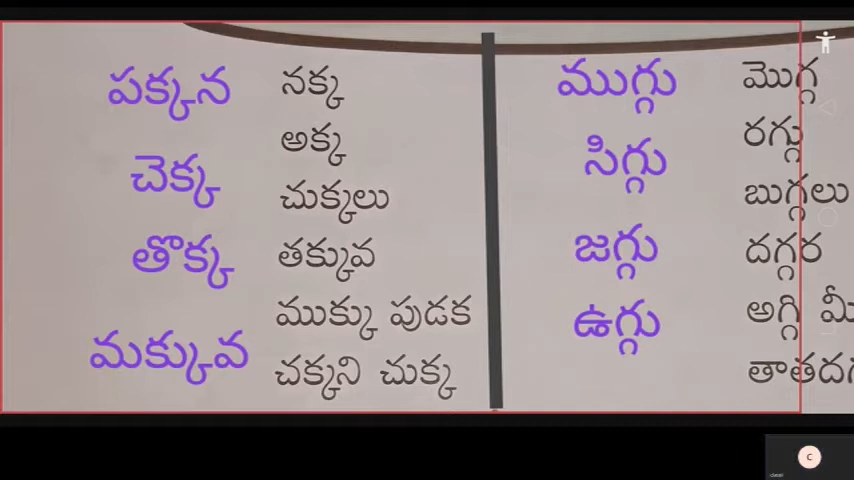 పక్కన
చెక్క
తొక్క
మక్కువ
నక్క
అక్క
చుక్కలు
తక్కువ
ముక్కు పుడక
చక్కని చుక్క
ముగ్గు
సిగ్గు
జగ్గు
ఉగ్గు
మొగ్గ
రగ్గు
బుగ్గలు
దగ్గర
అగ్గి
C